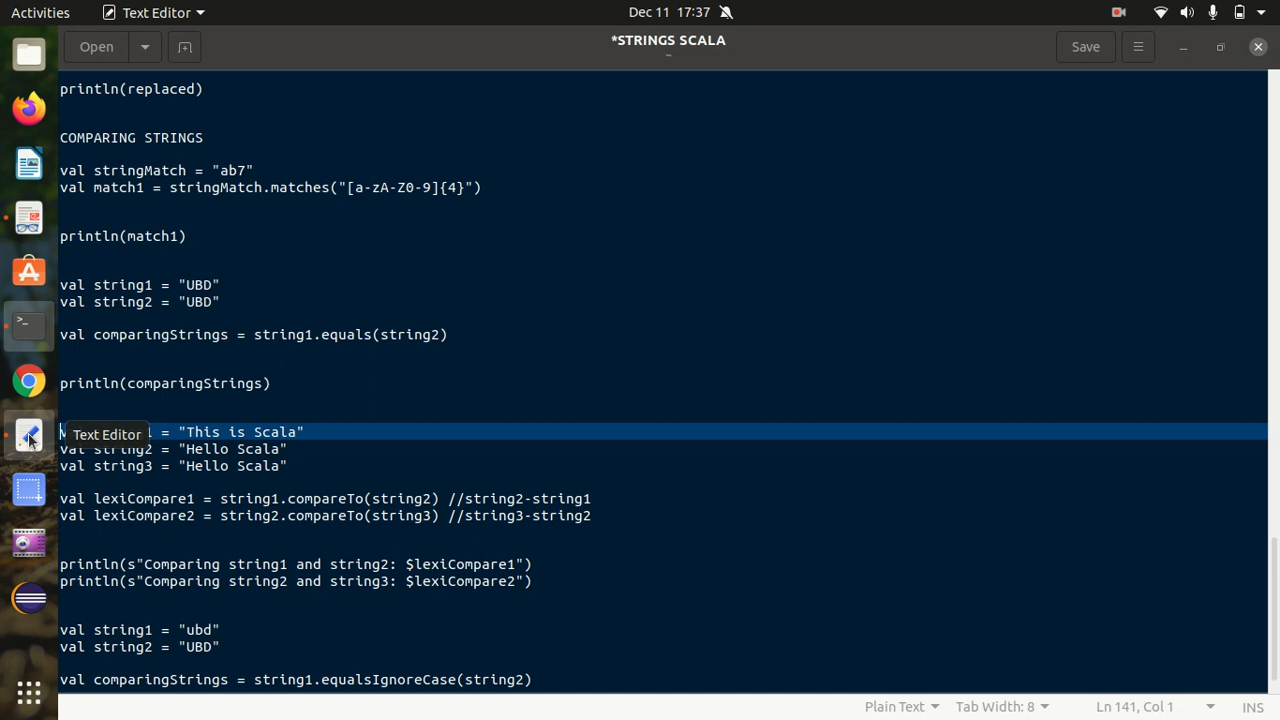 Activities Text Editor Dec 11 17:37
Open *STRINGS SCALA Save
~
println(replaced)
COMPARING STRINGS
val stringMatch = "ab7"
val match1 = stringMatch.matches("[a-zA-Z0-9]{4}")
println(match1)
val string1 = "UBD"
val string2 = "UBD"
val comparingStrings = string1.equals(string2)
println(comparingStrings)
1 = "This is Scala"
Text Editor
val string2 = "Hello Scala"
val string3 = "Hello Scala"
val lexiCompare1 = string1.compareTo(string2) //string2-string1
val lexiCompare2 = string2.compareTo(string3) //string3-string2
println(s"Comparing string1 and string2: $lexiCompare1")
println(s"Comparing string2 and string3: $lexiCompare2")
val string1 = "ubd"
val string2 = "UBD"
val comparingStrings = string1.equalsIgnoreCase(string2)
Plain Text Tab Width: 8 Ln 141, Col 1 INS